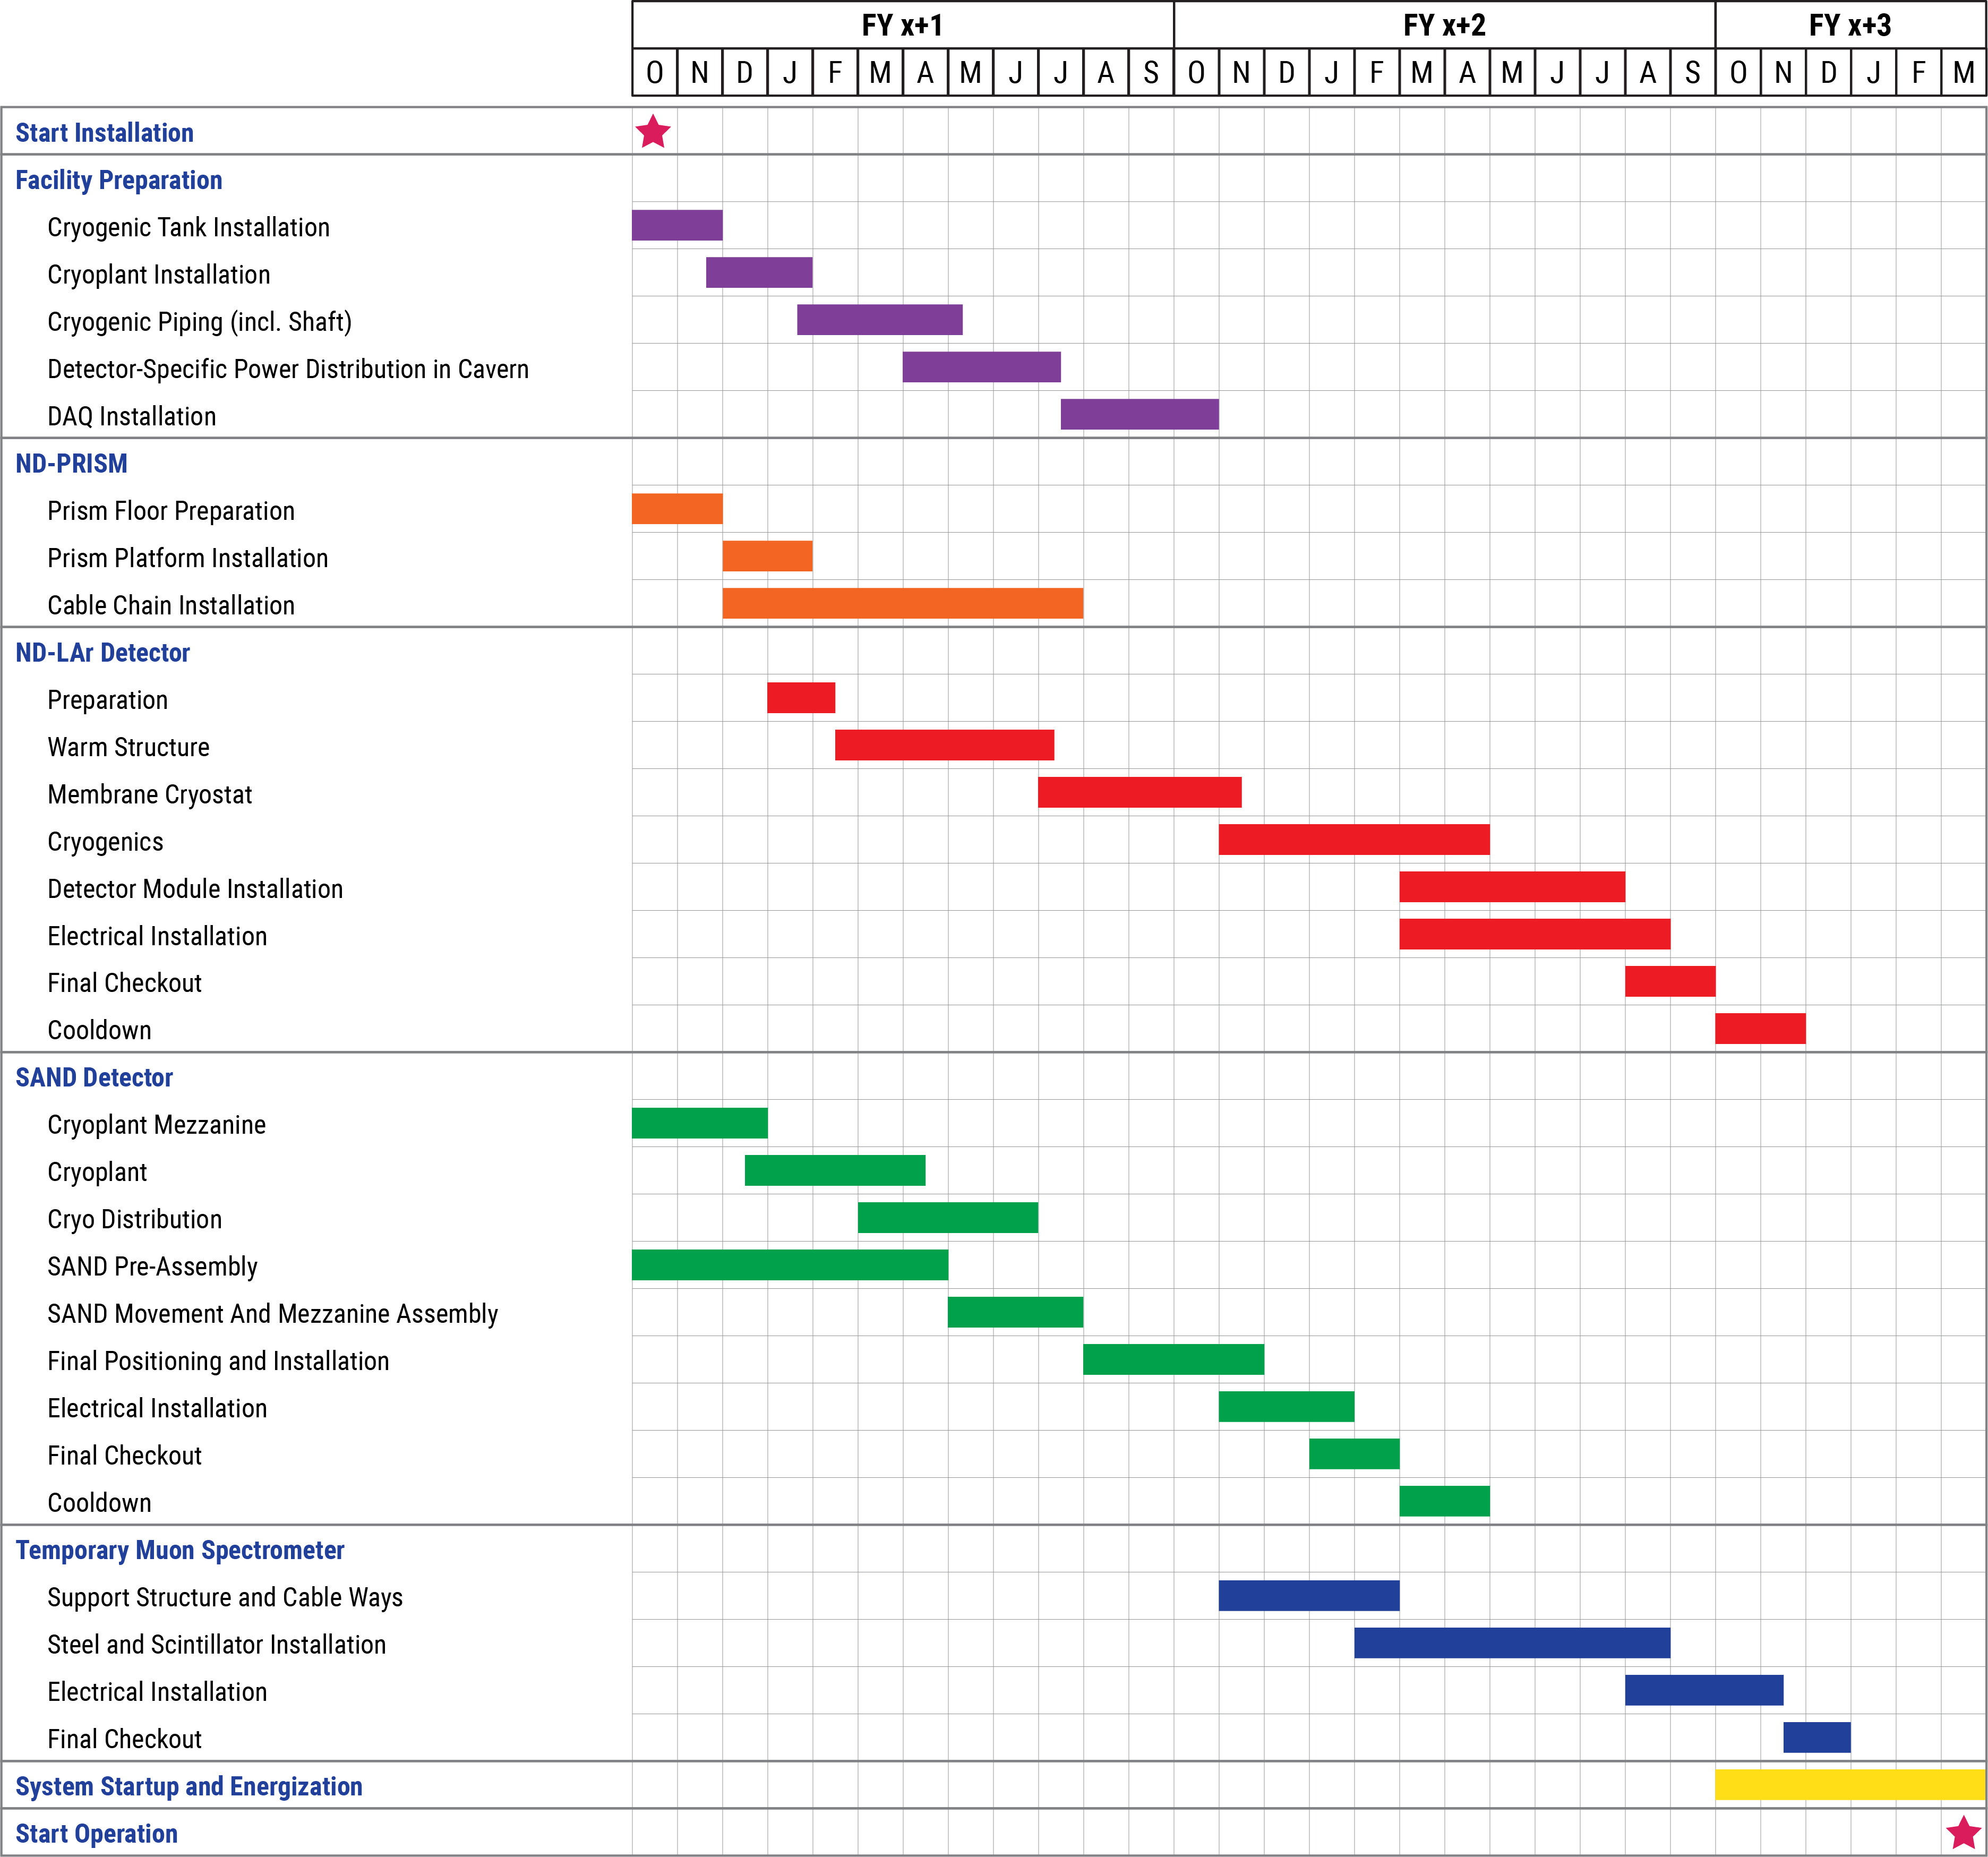 FY x+1 FY x+2 FY x+3
O N D J F M A M J J A S O N D J F M A M J J A S O N D J F M
Start Installation
Facility Preparation
Cryogenic Tank Installation
Cryoplant Installation
Cryogenic Piping (incl. Shaft)
Detector-Specific Power Distribution in Cavern
DAQ Installation
ND-PRISM
Prism Floor Preparation
Prism Platform Installation
Cable Chain Installation
ND-LAr Detector
Preparation
Warm Structure
Membrane Cryostat
Cryogenics
Detector Module Installation
Electrical Installation
Final Checkout
Cooldown
SAND Detector
Cryoplant Mezzanine
Cryoplant
Cryo Distribution
SAND Pre-Assembly
SAND Movement And Mezzanine Assembly
Final Positioning and Installation
Electrical Installation
Final Checkout
Cooldown
Temporary Muon Spectrometer
Support Structure and Cable Ways
Steel and Scintillator Installation
Electrical Installation
Final Checkout
System Startup and Energization
Start Operation